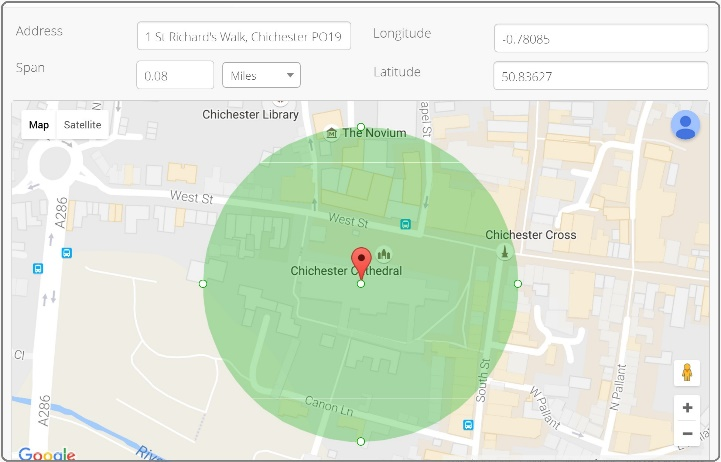 Address
1 St Richard's Walk, Chichester PO19
Longitude
-0.78085
Span
0.08
Miles
Latitude
50.83627
Map
Satellite
Chichester Library
The Novium
apel St
N
A286
West St
West St
Chichester Cross
Chichester Cathedral
Cl
A286
South St
Canon Ln
W Pallant
N Pallant
Google
River
+
−